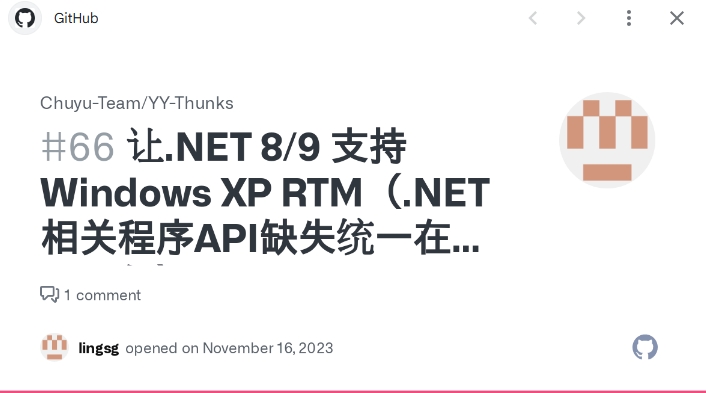 GitHub
Chuyu-Team/YY-Thunks
#66 让.NET 8/9 支持
Windows XP RTM（.NET
相关程序API缺失统一在...
1 comment
lingsg opened on November 16, 2023